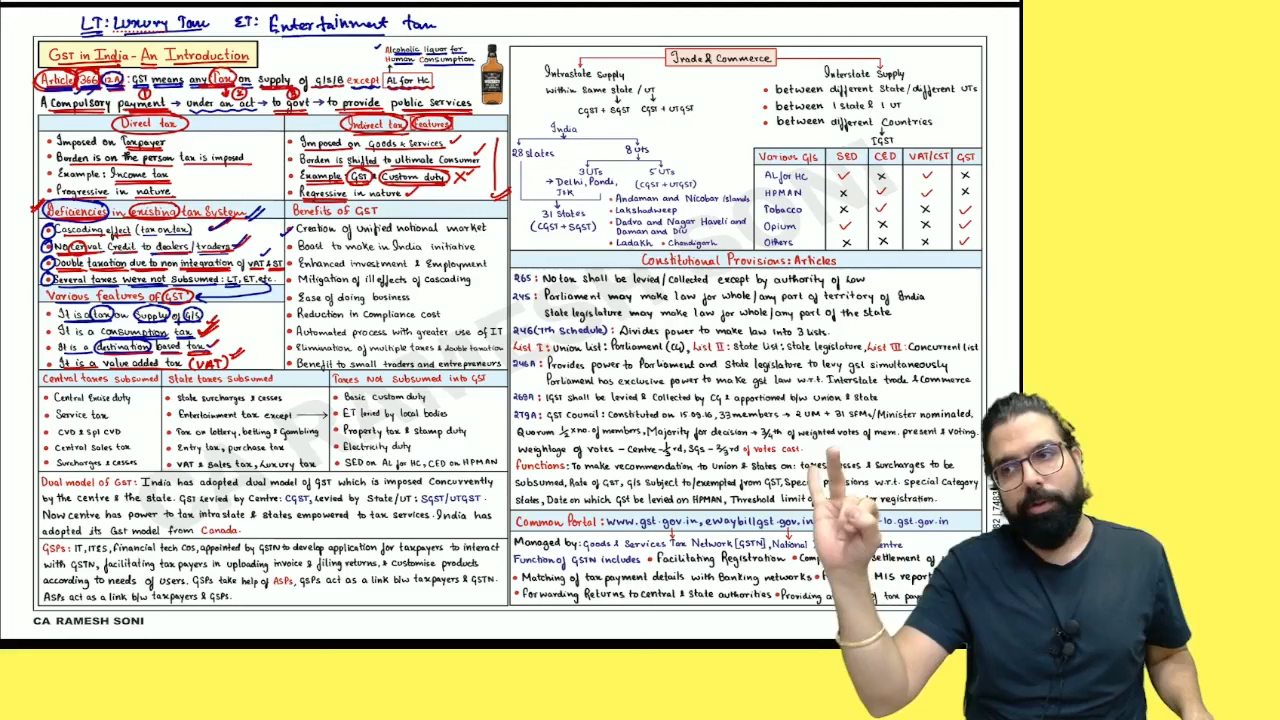 LT: Luxury Tax ET: Entertainment tax
GST in India - An Introduction
Alcoholic liquor for
Human Consumption
Article 366 12A : GST means any Tax on supply of G/S/B except AL for HC
A compulsory payment → under an act → to govt → to provide public services
Direct tax
• Imposed on Taxpayer
• Burden is on the person tax is imposed
• Example: Income tax
• Progressive in nature
Indirect tax Features
• Imposed on Goods & Services
• Burden is shifted to ultimate Consumer
• Example: GST & Custom duty
• Regressive in nature
Deficiencies in existing tax System
• Cascading effect (tax on tax)
• Double taxation due to non integration of VAT & ST
• Several taxes were not subsumed: LT, ET, etc.
Various features of GST
• It is a tax on Supply of G/S
• It is a consumption tax
• It is a destination based tax
• It is a value added tax (VAT)
Benefits of GST
• Creation of unified national market
• Boost to make in India initiative
• Enhanced investment & Employment
• Mitigation of ill effects of cascading
• Ease of doing business
• Reduction in Compliance cost
• Automated process with greater use of IT
• Elimination of multiple taxes & double taxation
• Benefit to small traders and entrepreneurs
Central taxes subsumed
• Central Excise duty
• Service tax
• CVD & Spl CVD
• Central Sales tax
• Surcharges & cesses
State taxes subsumed
• State surcharges & cesses
• Entertainment tax except →
• Tax on lottery, betting & Gambling
• Entry tax, purchase tax
• VAT & Sales tax, Luxury tax
Taxes Not subsumed into GST
• Basic custom duty
• ET levied by local bodies
• Property tax & Stamp duty
• Electricity duty
• SED on AL for HC, CED on HPMAN
Dual model of GST: India has adopted dual model of GST which is imposed Concurrently
by the centre & the state. GST levied by Centre: CGST, levied by State/UT: SGST/UTGST.
Now centre has power to tax intrastate & states empowered to tax services. India has
adopted its Gst model from Canada.
GSPs: IT, ITES, financial tech COs, appointed by GSTN to develop application for taxpayers to interact
with GSTN, facilitating tax payers in uploading invoice & filing returns, & Customise products
according to needs of users. GSPs take help of ASPs, GSPs act as a link b/w taxpayers & GSTN.
ASPs act as a link b/w taxpayers & GSPs.
Trade & Commerce
Intrastate Supply
within Same state / UT
CGST + SGST CGST + UTGST
Interstate Supply
• between different State/different UTs
• between 1 State & 1 UT
• between different Countries
IGST
India
28 States 8 UTs
3UTs 5 UTs
→ Delhi, Pondi, J&K
(CGST + UTGST)
31 States
(CGST + SGST)
• Andaman and Nicobar Islands
• Lakshadweep
• Dadra and Nagar Haveli and
Daman and DIU
• Ladakh • Chandigarh
Various G/S SED CED VAT/CST GST
AL for HC ✓ × ✓ ×
HPMAN × ✓ ✓ ×
Tobacco × ✓ × ✓
Opium ✓ × × ✓
Others × × × ✓
Constitutional Provisions: Articles
265: No tax shall be levied/Collected except by authority of Law
245: Parliament may make law for whole/any part of territory of India
State legislature may make law for whole/any part of the state
246 (7th Schedule): Divides power to make law into 3 lists.
List I: Union list: Parliament (CG), List II: State List: State legislature, List III: Concurrent list
246A: Provides power to Parliament and State legislature to levy gst simultaneously
Parliament has exclusive power to make gst law w.r.t. Interstate trade & Commerce
269A: IGST shall be Levied & Collected by CG & apportioned b/w Union & State
279A: GST Council: Constituted on 15.09.16, 33 members → 2 UM + 31 SFMs/Minister nominated.
Quorum ½ x no. of members, Majority for decision → 3/4th of weighted votes of mem. present & voting.
Weightage of votes – Centre – 1/3rd, SGs – 2/3rd of votes cast.
Functions: To make recommendation to Union & States on: & Surcharges to be
Subsumed, Rate of GST, G/S Subject to/exempted from GST, w.r.t. special Category
States, Date on which GST be levied on HPMAN, Threshold registration.
Common Portal: www.gst.gov.in, ewaybillgst.gov.in .gst.gov.in
Managed by: Goods & Services Tax Network [GSTN], National
Function of GSTN includes • Facilitating Registration
• Matching of tax payment details with Banking networks • MIS
• Forwarding Returns to Central & State authorities • Providing of tax
CA RAMESH SONI